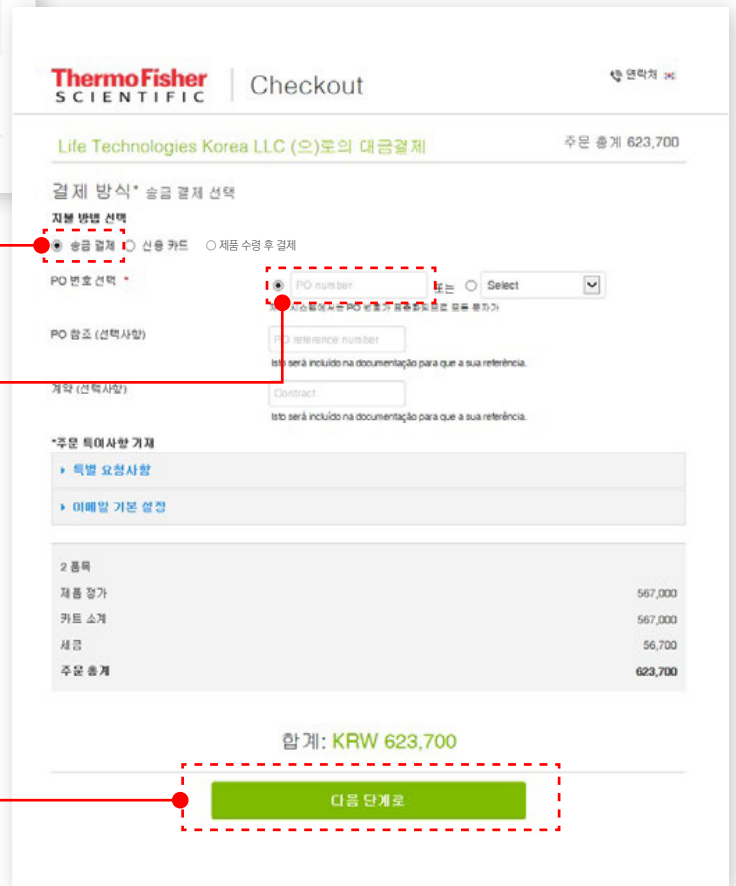 ThermoFisher
SCIENTIFIC
Checkout
연락처
Life Technologies Korea LLC (으)로의 대금결제
주문 총계 623,700
결제 방식* 송금 결제 선택
지불 방법 선택
송금 결제 신용 카드 제품 수령 후 결제
PO 번호 선택 *
PO number 또는 Select
PO 참조 (선택사항)
PO reference number
Isto será incluído na documentação para que a sua referência.
계약 (선택사항)
Contract
Isto será incluído na documentação para que a sua referência.
*주문 특이사항 기재
특별 요청사항
이메일 기본 설정
2 품목
제품 정가 567,000
카트 소계 567,000
세금 56,700
주문 총계 623,700
합계: KRW 623,700
다음 단계로